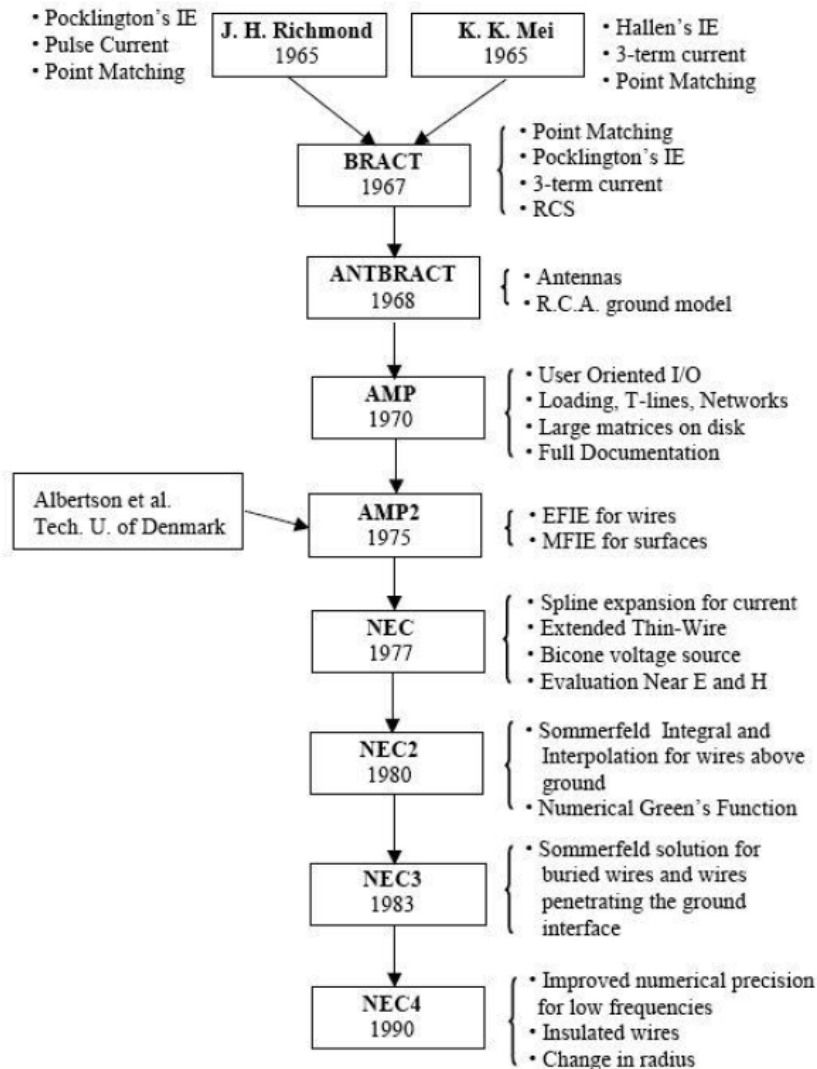 • Pocklington's IE
• Pulse Current
• Point Matching
J. H. Richmond
1965
K. K. Mei
1965
• Hallen's IE
• 3-term current
• Point Matching
BRACT
1967
• Point Matching
• Pocklington's IE
• 3-term current
• RCS
ANTBRACT
1968
• Antennas
• R.C.A. ground model
AMP
1970
• User Oriented I/O
• Loading, T-lines, Networks
• Large matrices on disk
• Full Documentation
Albertson et al.
Tech. U. of Denmark
AMP2
1975
• EFIE for wires
• MFIE for surfaces
NEC
1977
• Spline expansion for current
• Extended Thin-Wire
• Bicone voltage source
• Evaluation Near E and H
NEC2
1980
• Sommerfeld Integral and
Interpolation for wires above
ground
• Numerical Green's Function
NEC3
1983
• Sommerfeld solution for
buried wires and wires
penetrating the ground
interface
NEC4
1990
• Improved numerical precision
for low frequencies
• Insulated wires
• Change in radius